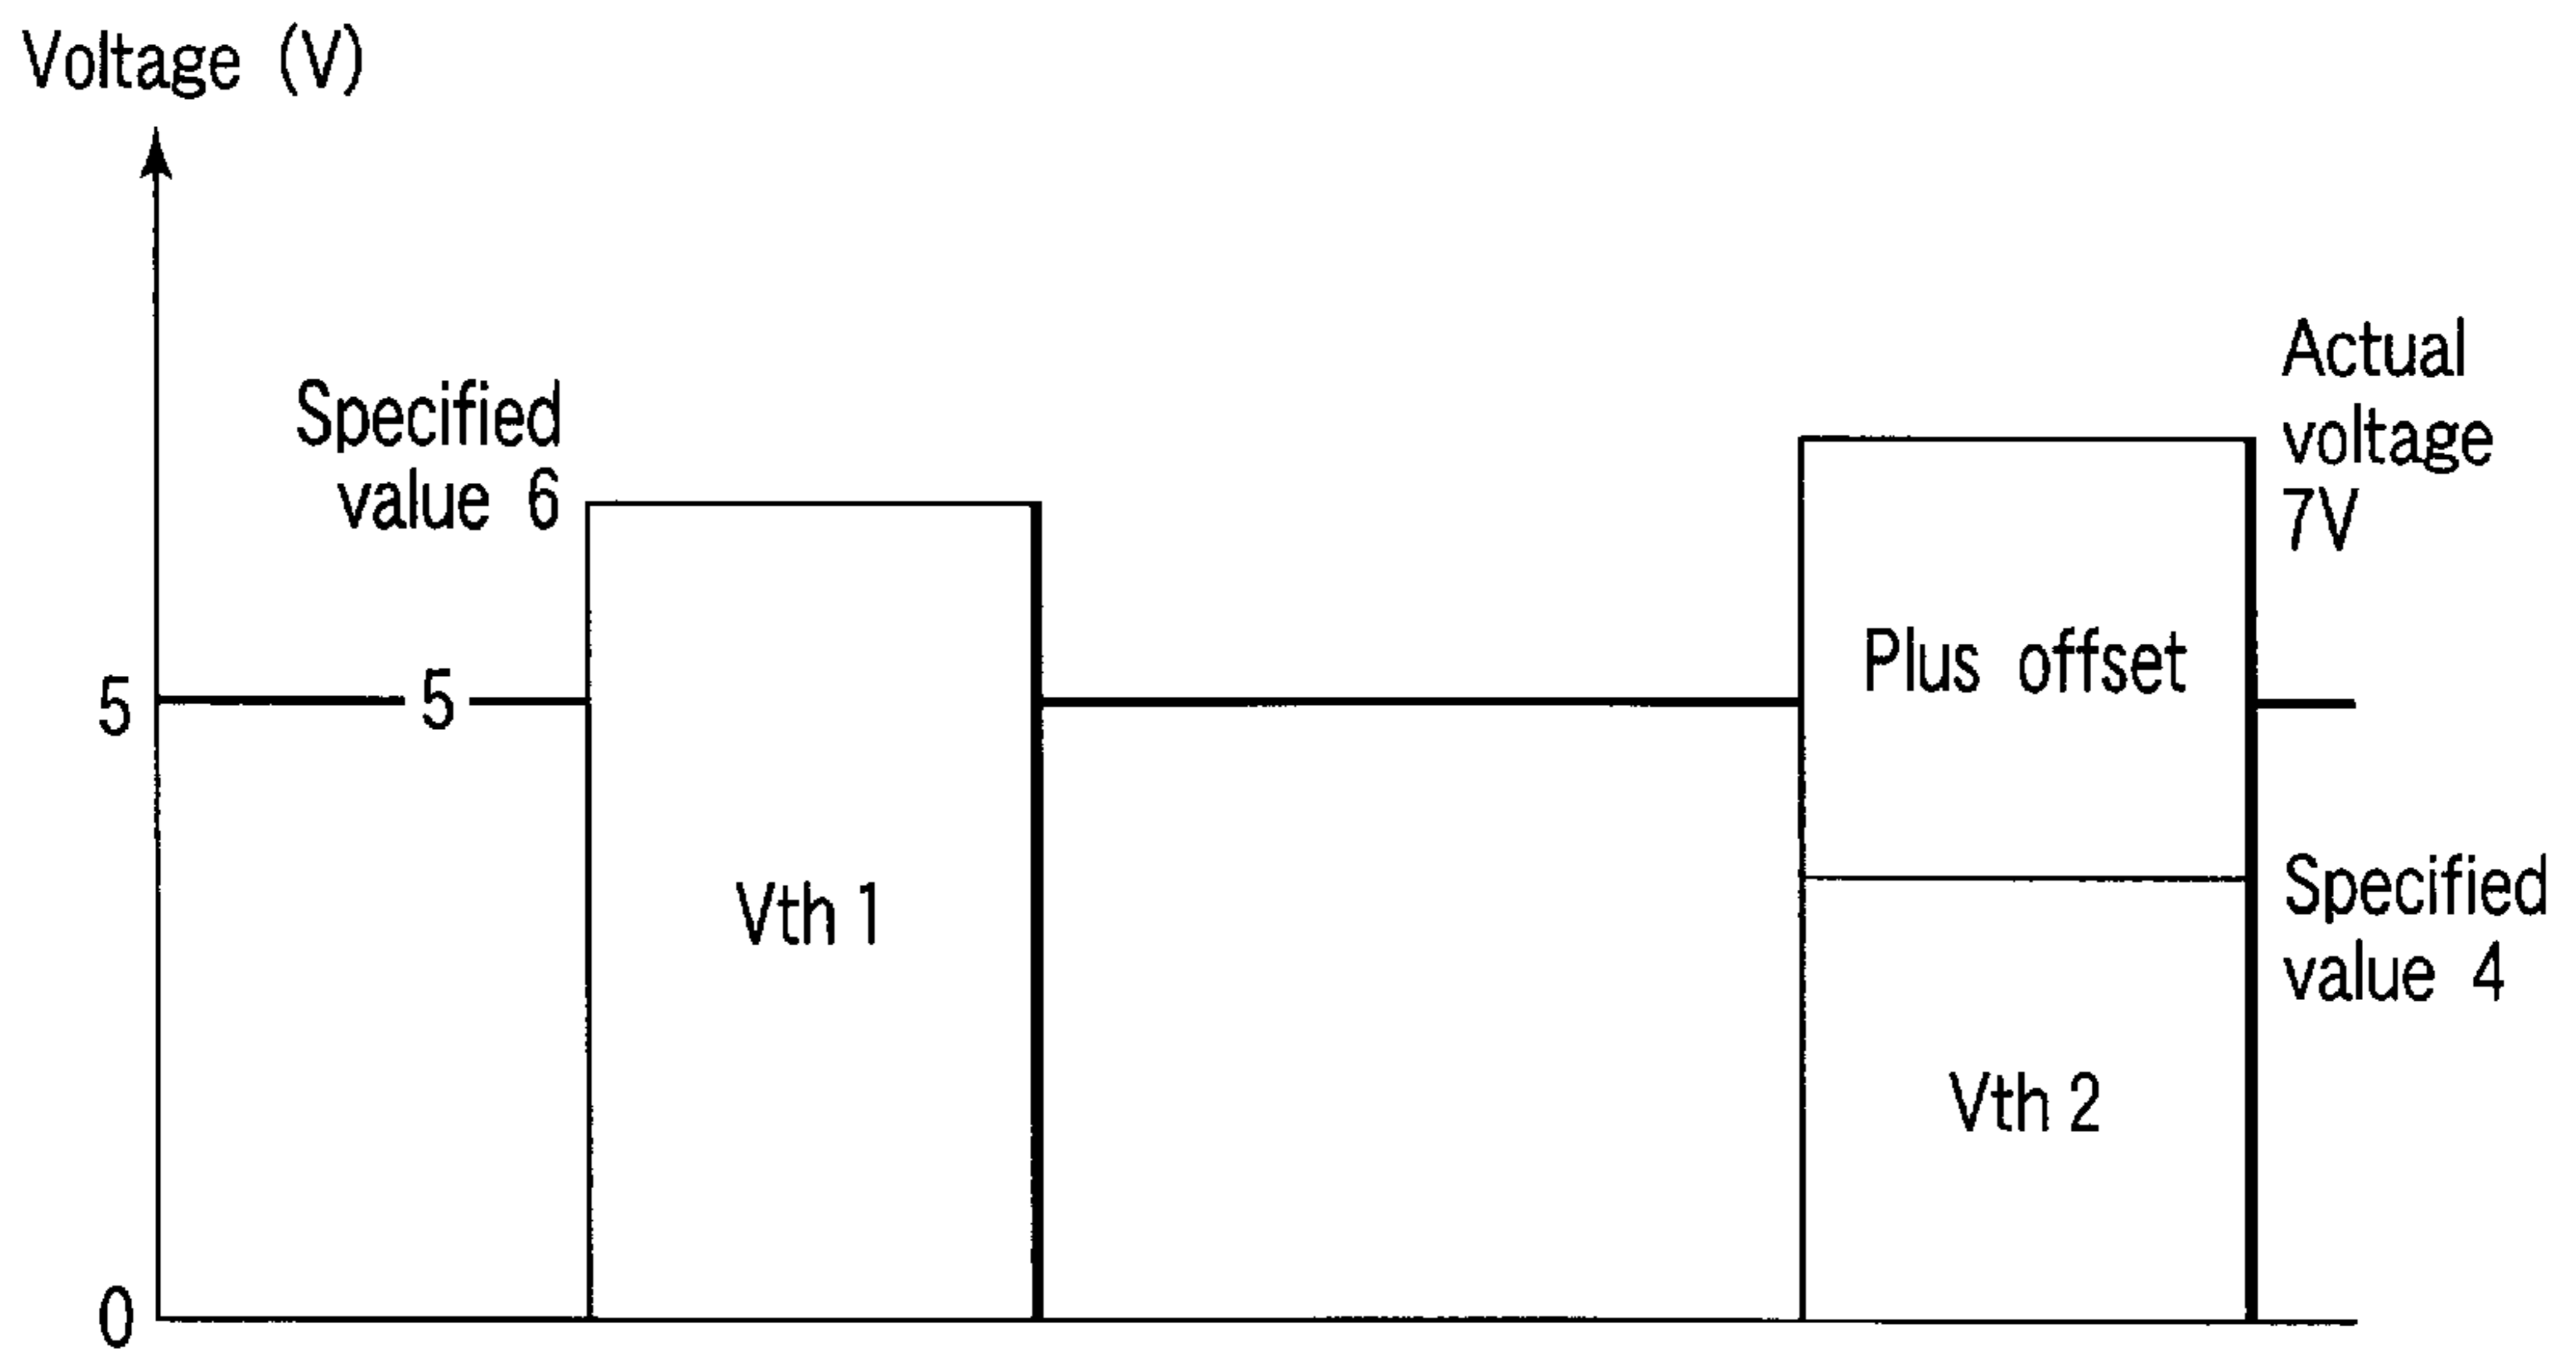 Voltage (V)
Specified
value 6
Actual
voltage
7V
5
5
Plus offset
Vth 1
Specified
value 4
Vth 2
0